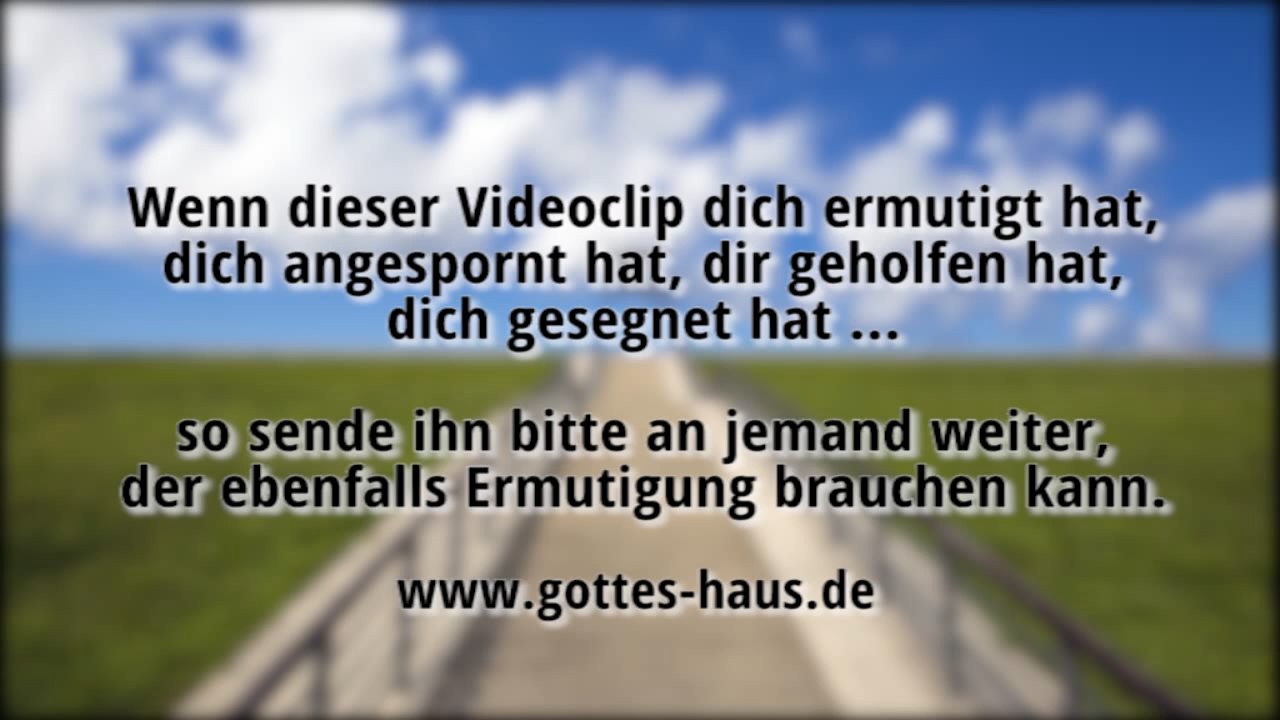 Wenn dieser Videoclip dich ermutigt hat,
dich angespornt hat, dir geholfen hat,
dich gesegnet hat ...
so sende ihn bitte an jemand weiter,
der ebenfalls Ermutigung brauchen kann.
www.gottes-haus.de